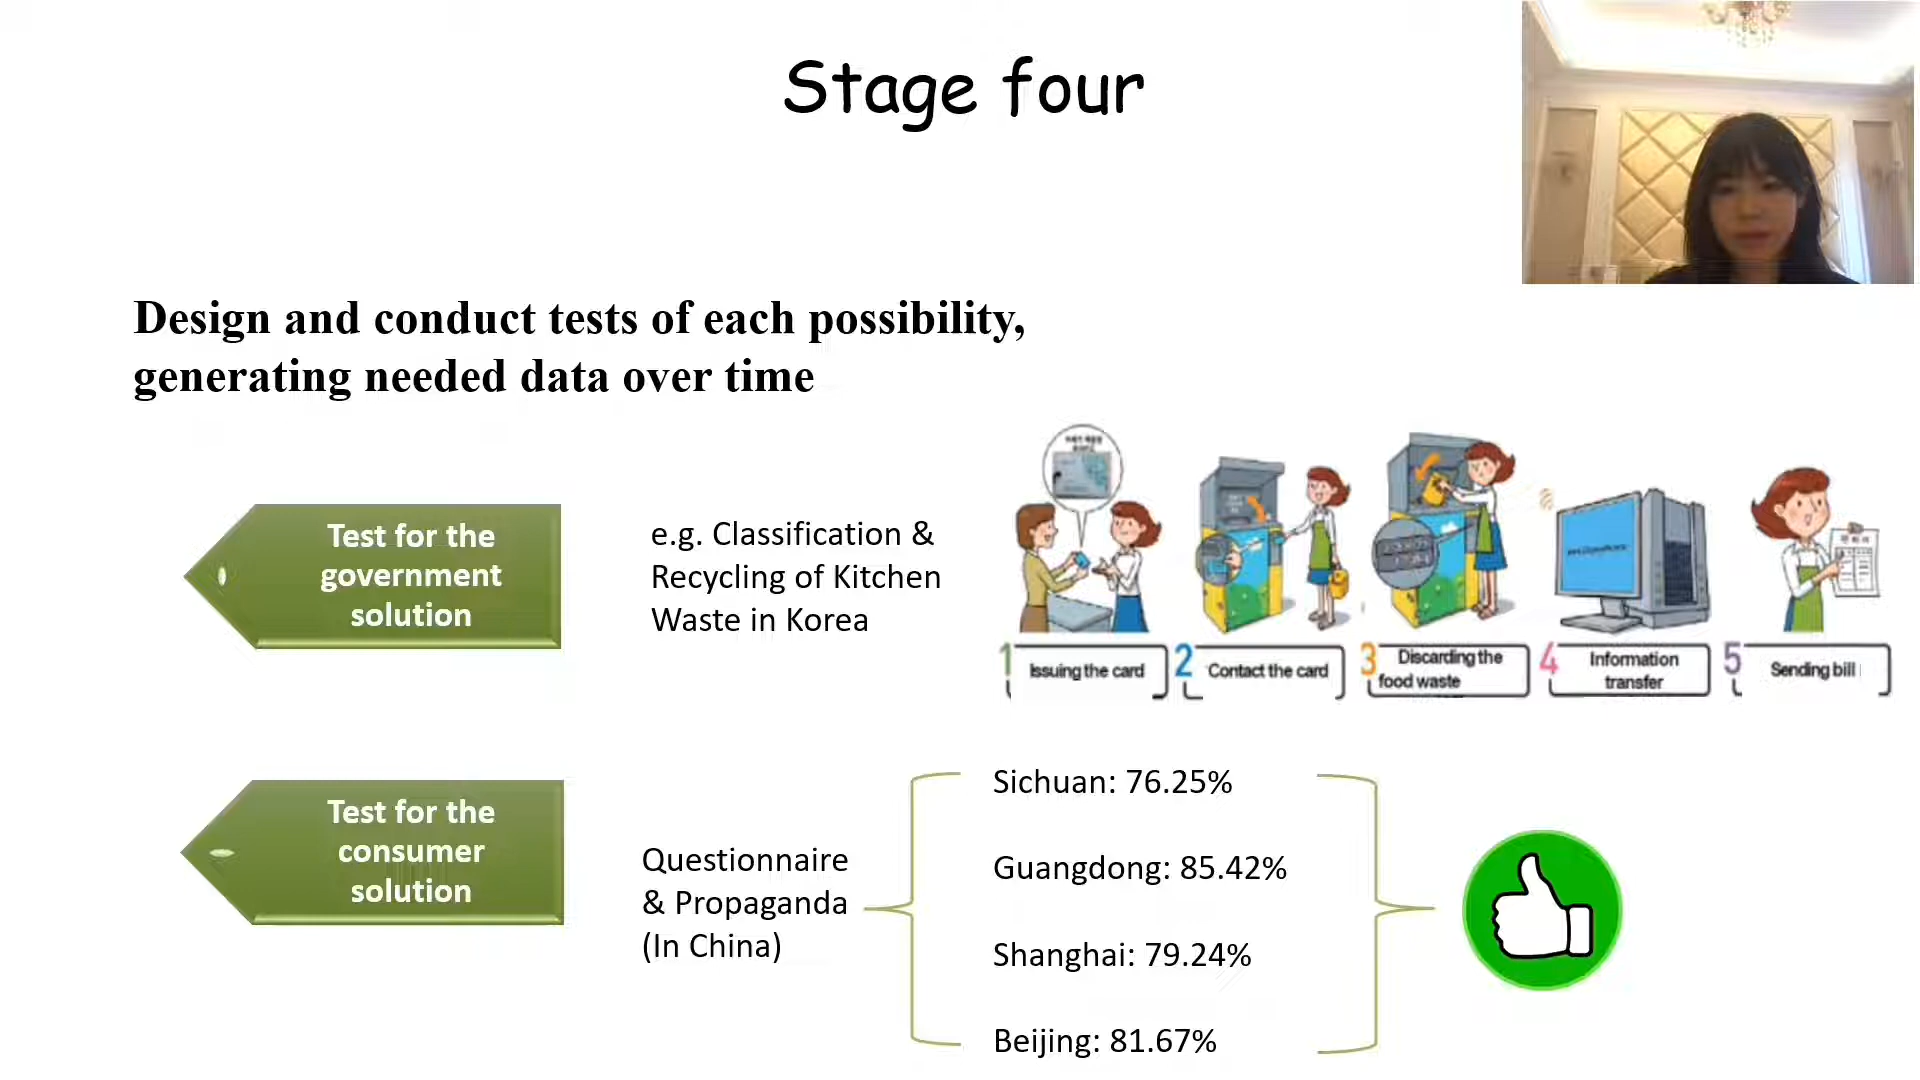 Stage four
Design and conduct tests of each possibility,
generating needed data over time
Test for the
government
solution
e.g. Classification &
Recycling of Kitchen
Waste in Korea
1 Issuing the card
2 Contact the card
3 Discarding the
food waste
4 Information
transfer
5 Sending bill
Test for the
consumer
solution
Questionnaire
& Propaganda
(In China)
Sichuan: 76.25%
Guangdong: 85.42%
Shanghai: 79.24%
Beijing: 81.67%